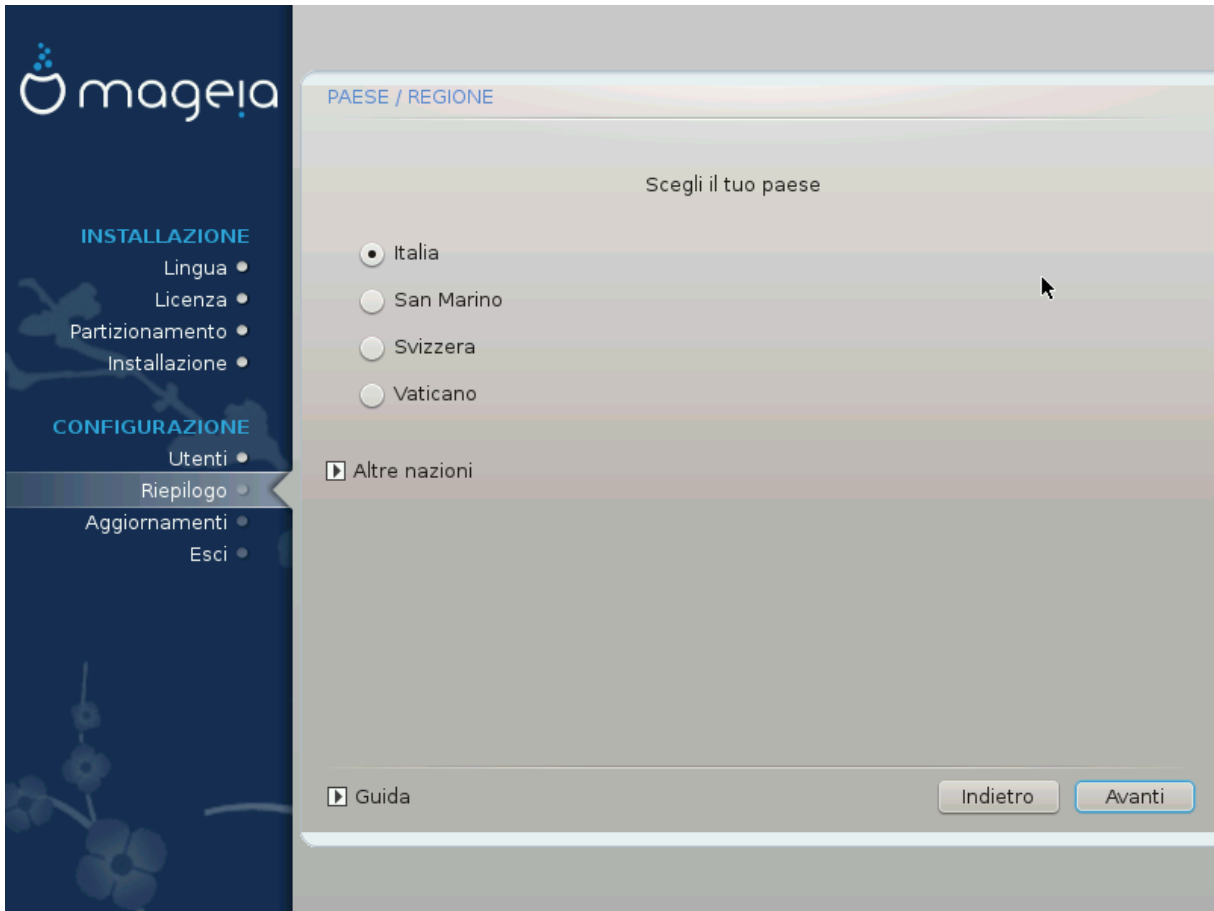 mageia
INSTALLAZIONE
Lingua
Licenza
Partizionamento
Installazione
CONFIGURAZIONE
Utenti
Riepilogo
Aggiornamenti
Esci
PAESE / REGIONE
Scegli il tuo paese
Italia
San Marino
Svizzera
Vaticano
Altre nazioni
Guida
Indietro
Avanti